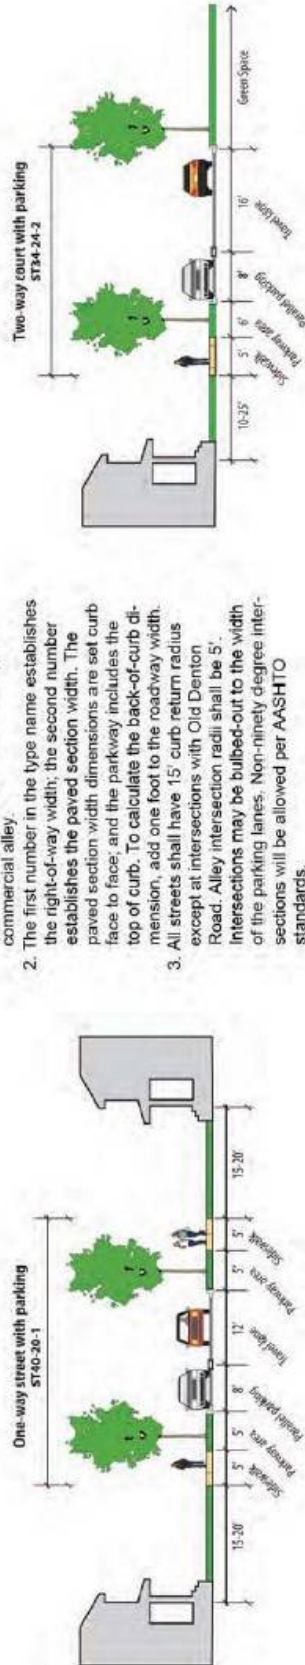 One-way street with parking
ST40-20-1
15-20'
5'
5'
8'
12'
5'
5'
15-20'
Sidewalk
Parkway area
Parallel parking
Travel lane
Parkway area
Sidewalk
commercial alley.
2. The first number in the type name establishes
the right-of-way width; the second number
establishes the paved section width. The
paved section width dimensions are set curb
face to face; and the parkway includes the
top of curb. To calculate the back-of-curb di-
mension, add one foot to the roadway width.
3. All streets shall have 15' curb return radius
except at intersections with Old Denton
Road. Alley intersection radii shall be 5'.
Intersections may be bulbed-out to the width
of the parking lanes. Non-ninety degree inter-
sections will be allowed per AASHTO
standards.
Two-way court with parking
ST34-24-2
10-25'
5'
6'
8'
16'
Green Space
Sidewalk
Parkway area
Parallel parking
Travel lane